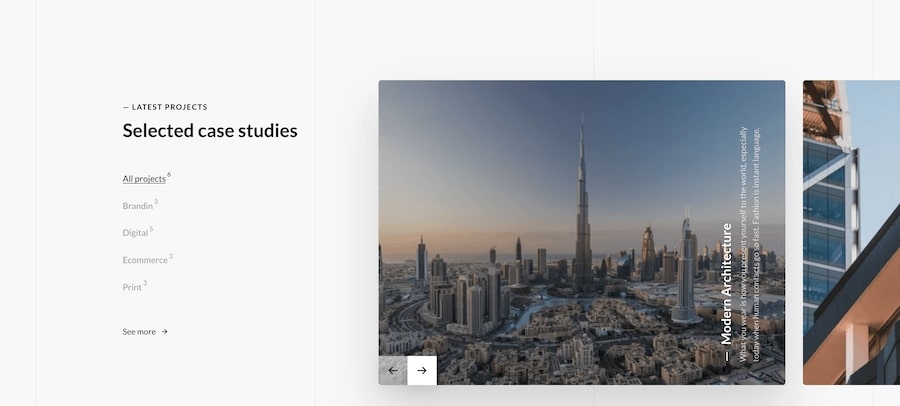 — LATEST PROJECTS
Selected case studies
All projects 6
Brandin 3
Digital 5
Ecommerce 3
Print 3
See more →
← →
— Modern Architecture
What you wear is how you present yourself to the world, especially
today when human contacts go so fast. Fashion is instant language.